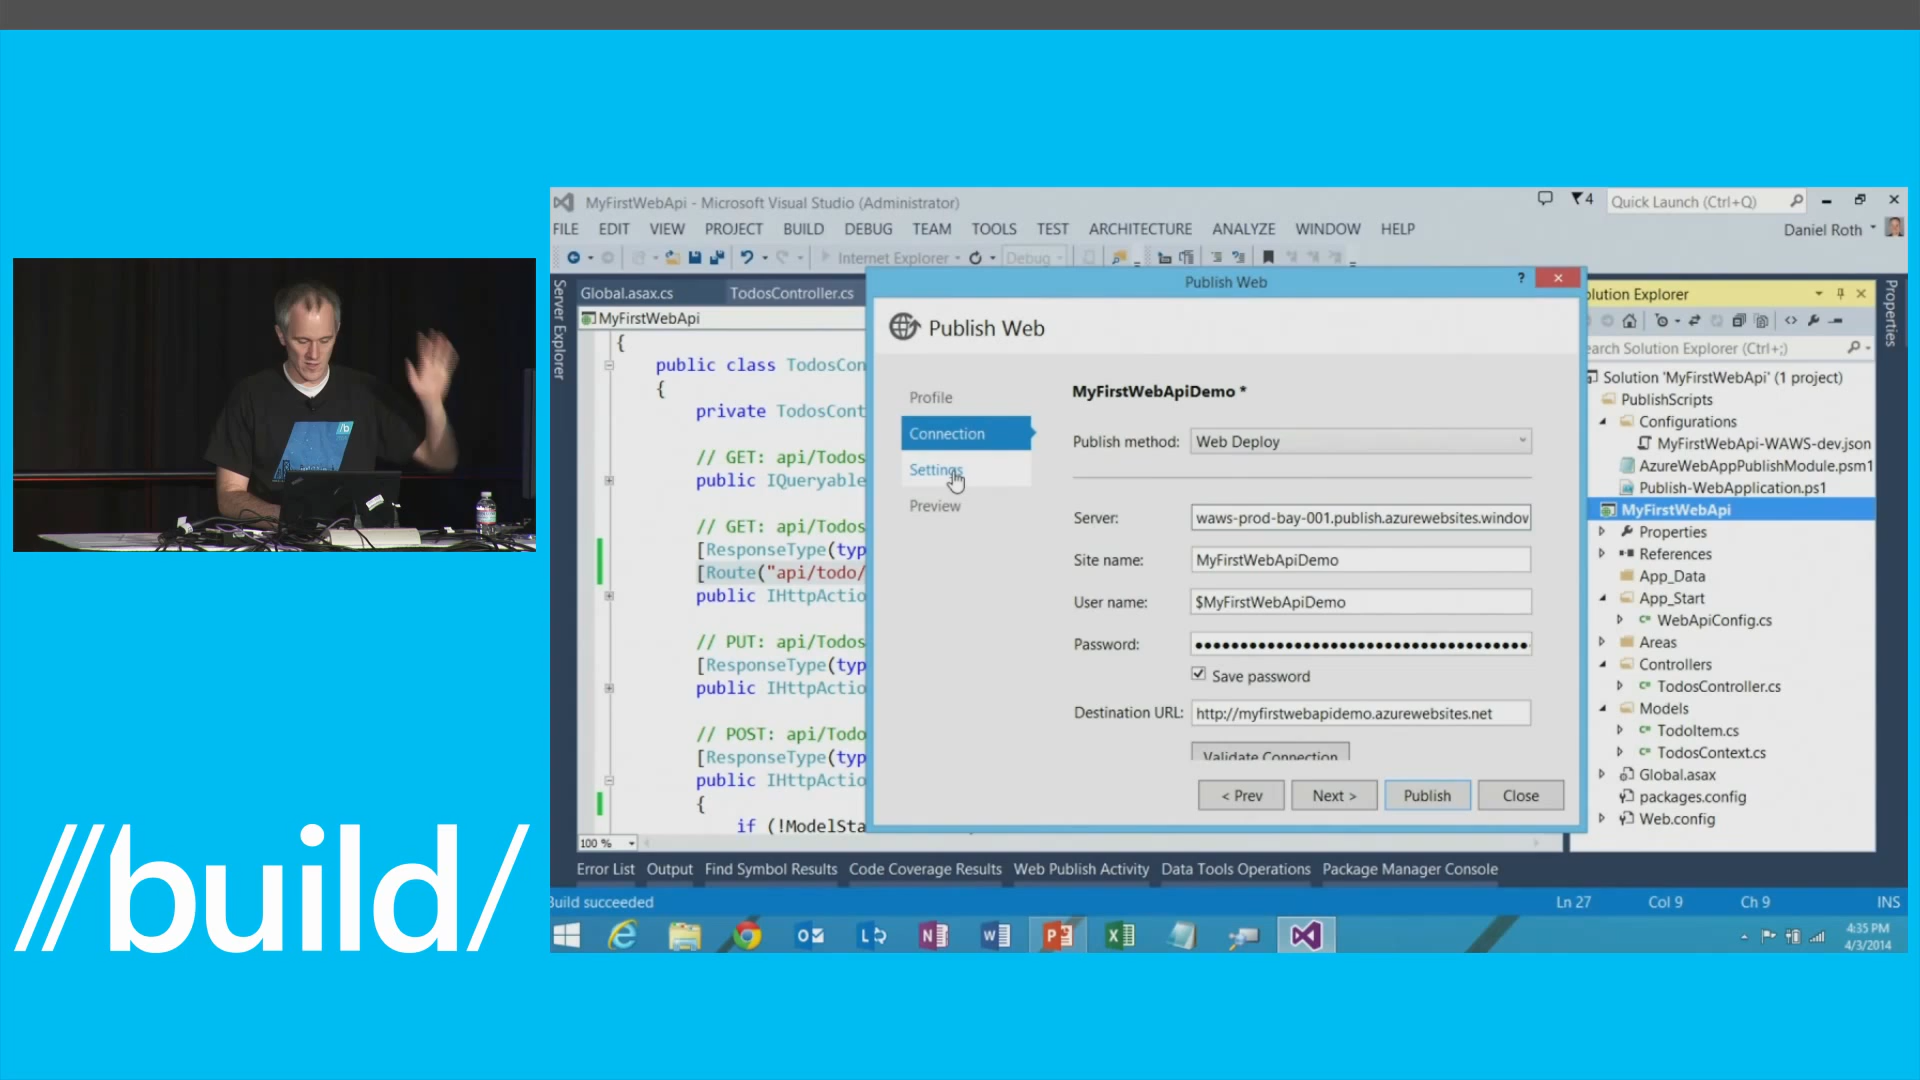 MyFirstWebApi - Microsoft Visual Studio (Administrator)
4
Quick Launch (Ctrl+Q)
FILE EDIT VIEW PROJECT BUILD DEBUG TEAM TOOLS TEST ARCHITECTURE ANALYZE WINDOW HELP
Daniel Roth
Internet Explorer
Debug
Server Explorer
Global.asax.cs
TodosController.cs
MyFirstWebApi
{
public class TodosCon
{
private TodosCont
// GET: api/Todos
public IQueryable
// GET: api/Todos
[ResponseType(typ
[Route("api/todo/
public IHttpActio
// PUT: api/Todos
[ResponseType(typ
public IHttpActio
// POST: api/Todo
[ResponseType(typ
public IHttpActio
{
if (!ModelSta
100 %
Publish Web
?
Publish Web
Profile
Connection
Settings
Preview
MyFirstWebApiDemo *
Publish method: Web Deploy
Server: waws-prod-bay-001.publish.azurewebsites.window
Site name: MyFirstWebApiDemo
User name: $MyFirstWebApiDemo
Password:
Save password
Destination URL: http://myfirstwebapidemo.azurewebsites.net
Validate Connection
< Prev
Next >
Publish
Close
olution Explorer
earch Solution Explorer (Ctrl+;)
Solution 'MyFirstWebApi' (1 project)
PublishScripts
Configurations
MyFirstWebApi-WAWS-dev.json
AzureWebAppPublishModule.psm1
Publish-WebApplication.ps1
MyFirstWebApi
Properties
References
App_Data
App_Start
WebApiConfig.cs
Areas
Controllers
TodosController.cs
Models
TodoItem.cs
TodosContext.cs
Global.asax
packages.config
Web.config
Properties
Error List Output Find Symbol Results Code Coverage Results Web Publish Activity Data Tools Operations Package Manager Console
Build succeeded
Ln 27 Col 9 Ch 9 INS
4:35 PM
4/3/2014
//build/